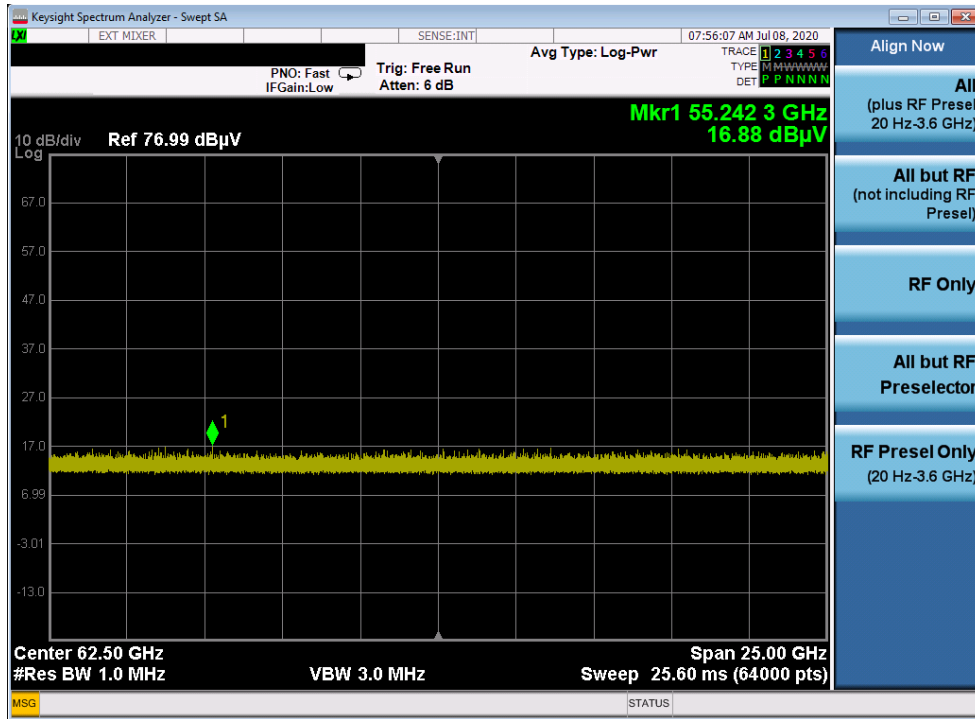 Keysight Spectrum Analyzer - Swept SA
LXI
EXT MIXER
SENSE:INT
07:56:07 AM Jul 08, 2020
PNO: Fast
IFGain:Low
Trig: Free Run
Atten: 6 dB
Avg Type: Log-Pwr
TRACE 1 2 3 4 5 6
TYPE M M W W W W
DET P P N N N N
Mkr1 55.242 3 GHz
16.88 dBµV
10 dB/div
Log
Ref 76.99 dBµV
67.0
57.0
47.0
37.0
27.0
17.0
6.99
-3.01
-13.0
1
Center 62.50 GHz
#Res BW 1.0 MHz
VBW 3.0 MHz
Span 25.00 GHz
Sweep 25.60 ms (64000 pts)
MSG
STATUS
Align Now
All
(plus RF Presel
20 Hz-3.6 GHz)
All but RF
(not including RF
Presel)
RF Only
All but RF
Preselector
RF Presel Only
(20 Hz-3.6 GHz)